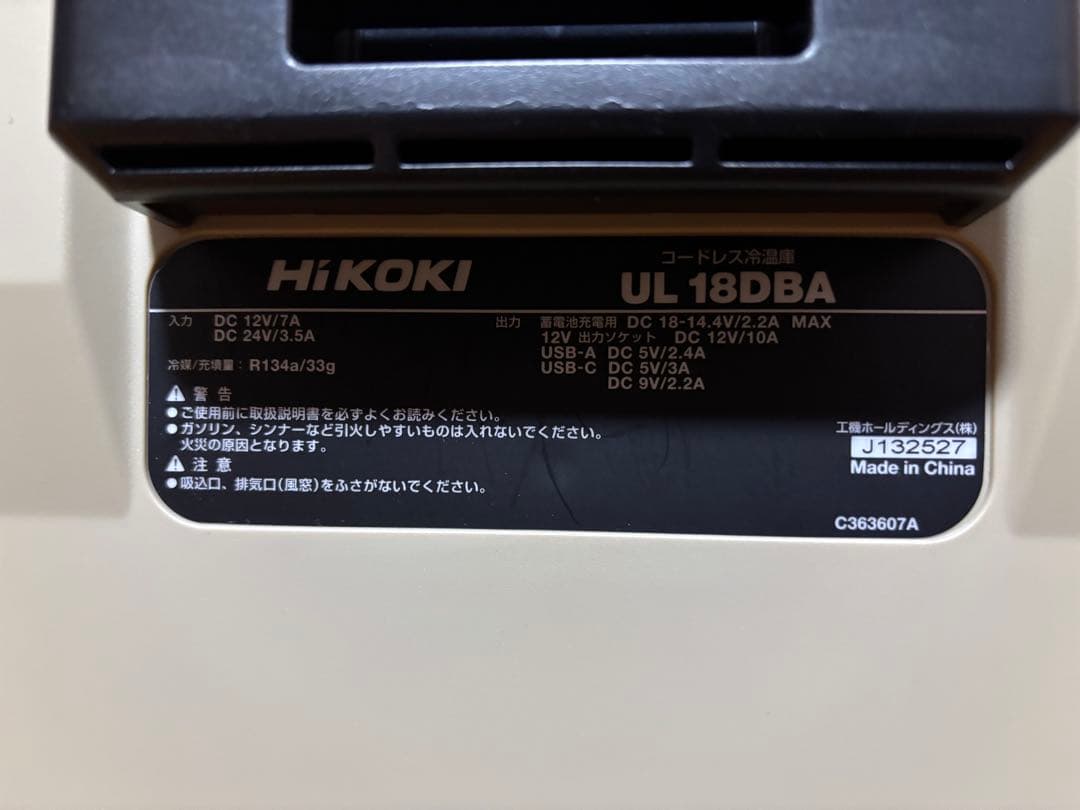 HiKOKI
コードレス冷温庫
UL 18DBA
入力 DC 12V/7A
DC 24V/3.5A
冷媒/充填量: R134a/33g
出力 蓄電池充電用 DC 18-14.4V/2.2A MAX
12V 出力ソケット DC 12V/10A
USB-A DC 5V/2.4A
USB-C DC 5V/3A
DC 9V/2.2A
警告
●ご使用前に取扱説明書を必ずよくお読みください。
●ガソリン、シンナーなど引火しやすいものは入れないでください。
火災の原因となります。
注意
●吸込口、排気口(風窓)をふさがないでください。
工機ホールディングス(株)
J132527
Made in China
C363607A